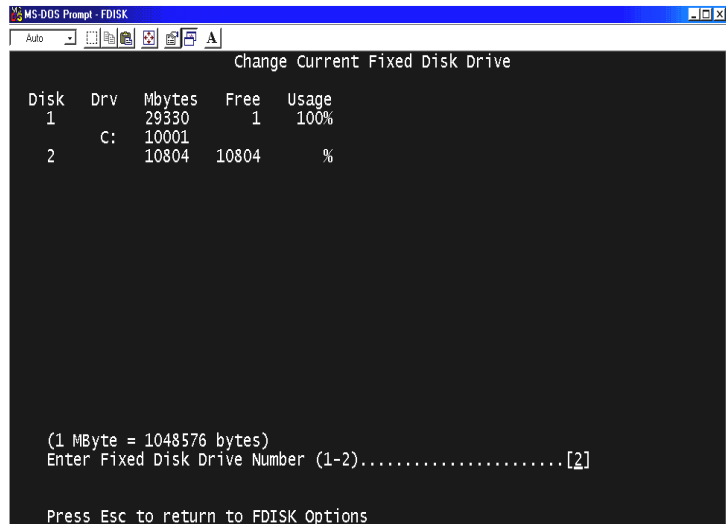 MS-DOS Prompt - FDISK
Auto A
Change Current Fixed Disk Drive
Disk Drv Mbytes Free Usage
1 29330 1 100%
C: 10001
2 10804 10804 %
(1 MByte = 1048576 bytes)
Enter Fixed Disk Drive Number (1-2).......................[2]
Press Esc to return to FDISK Options